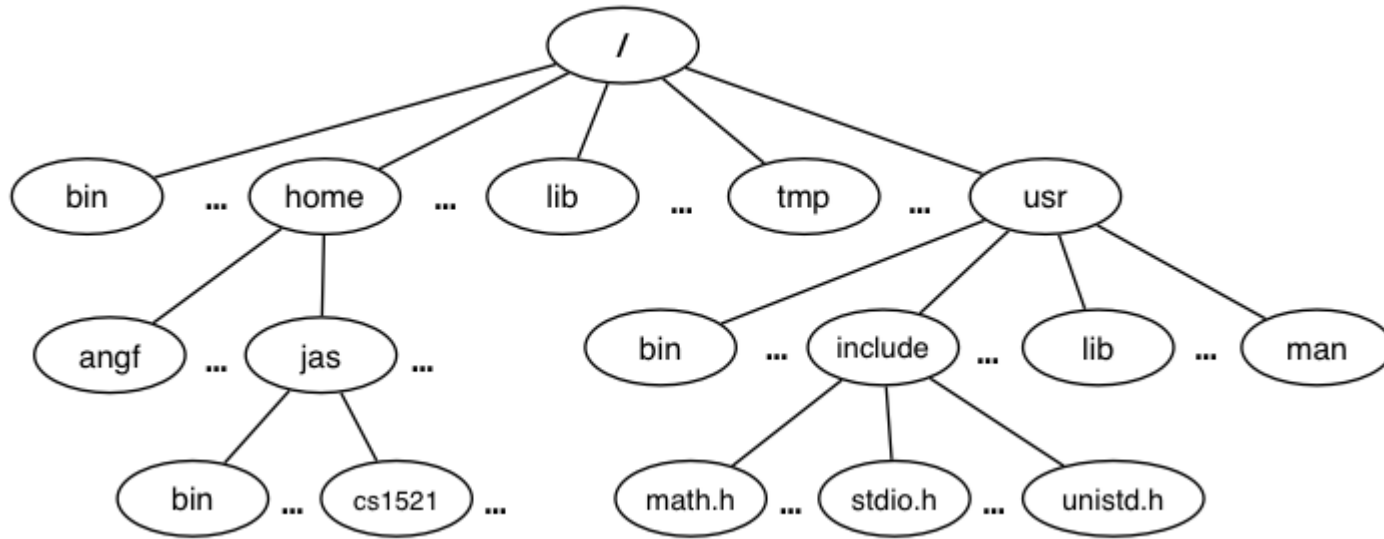 /
bin ... home ... lib ... tmp ... usr
angf ... jas ... bin ... include ... lib ... man
bin ... cs1521 ... math.h ... stdio.h ... unistd.h